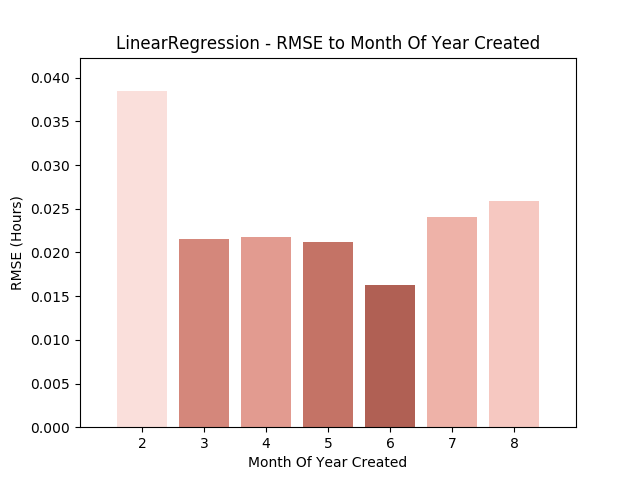 LinearRegression - RMSE to Month Of Year Created
0.040
0.035
0.030
0.025
0.020
0.015
0.010
0.005
0.000
RMSE (Hours)
2 3 4 5 6 7 8
Month Of Year Created